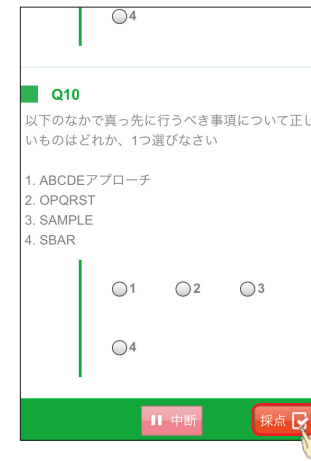 4
Q10
以下のなかで真っ先に行うべき事項について正し
いものはどれか、1つ選びなさい
1. ABCDEアプローチ
2. OPQRST
3. SAMPLE
4. SBAR
1 2 3
4
中断 採点